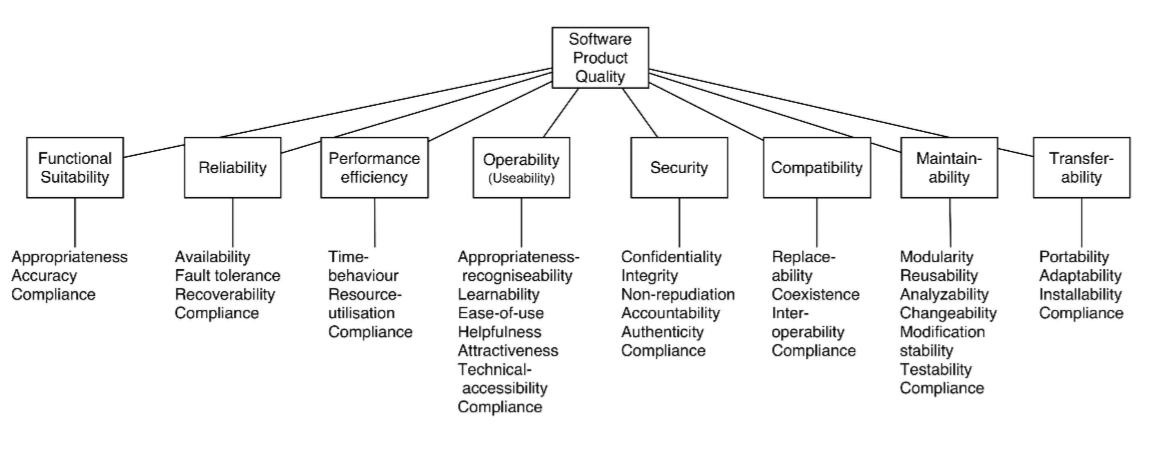 Software
Product
Quality
Functional
Suitability
Reliability
Performance
efficiency
Operability
(Useability)
Security
Compatibility
Maintain-
ability
Transfer-
ability
Appropriateness
Accuracy
Compliance
Availability
Fault tolerance
Recoverability
Compliance
Time-
behaviour
Resource-
utilisation
Compliance
Appropriateness-
recogniseability
Learnability
Ease-of-use
Helpfulness
Attractiveness
Technical-
accessibility
Compliance
Confidentiality
Integrity
Non-repudiation
Accountability
Authenticity
Compliance
Replace-
ability
Coexistence
Inter-
operability
Compliance
Modularity
Reusability
Analyzability
Changeability
Modification
stability
Testability
Compliance
Portability
Adaptability
Installability
Compliance